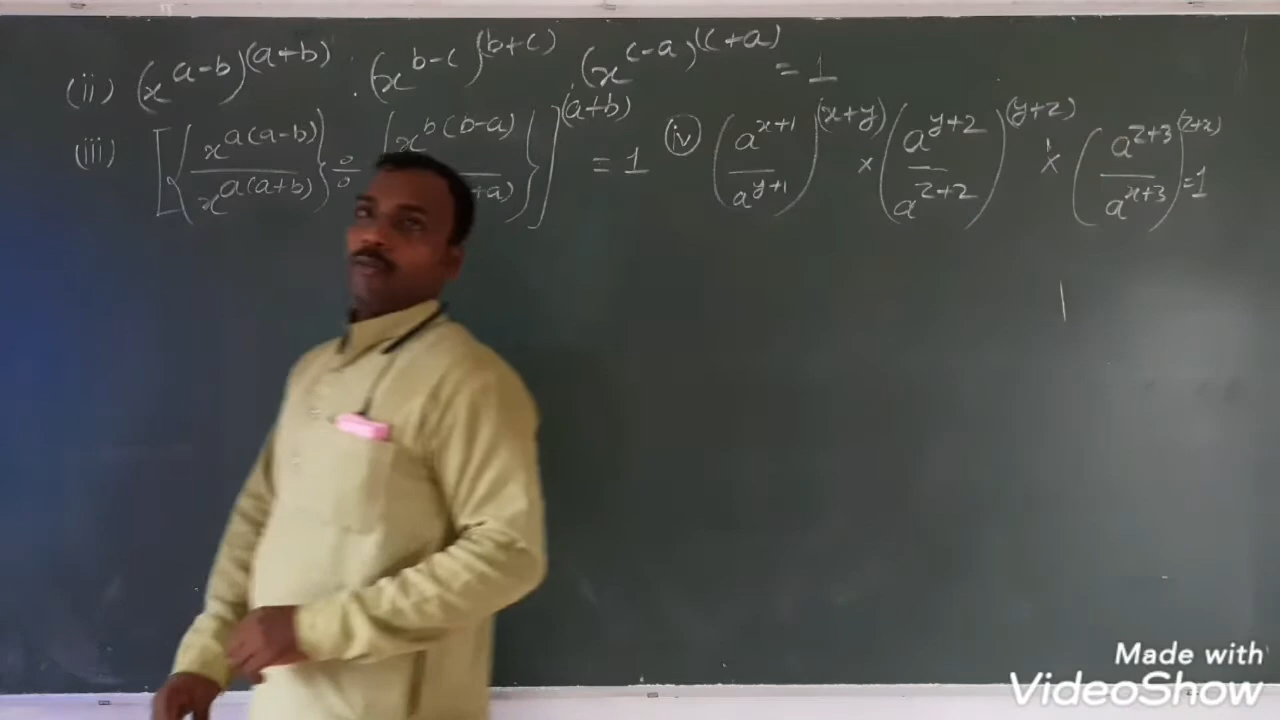 (ii) (x^{a-b})^{(a+b)} . (x^{b-c})^{(b+c)} . (x^{c-a})^{(c+a)} = 1
(iii) [{x^{a(a-b)} / x^{a(a+b)}} ÷ {x^{b(b-a)} / +a)}]^{(a+b)} = 1
(iv) (a^{x+1} / a^{y+1})^{(x+y)} × (a^{y+2} / a^{z+2})^{(y+z)} × (a^{z+3} / a^{x+3})^{(z+x)} = 1
Made with
VideoShow